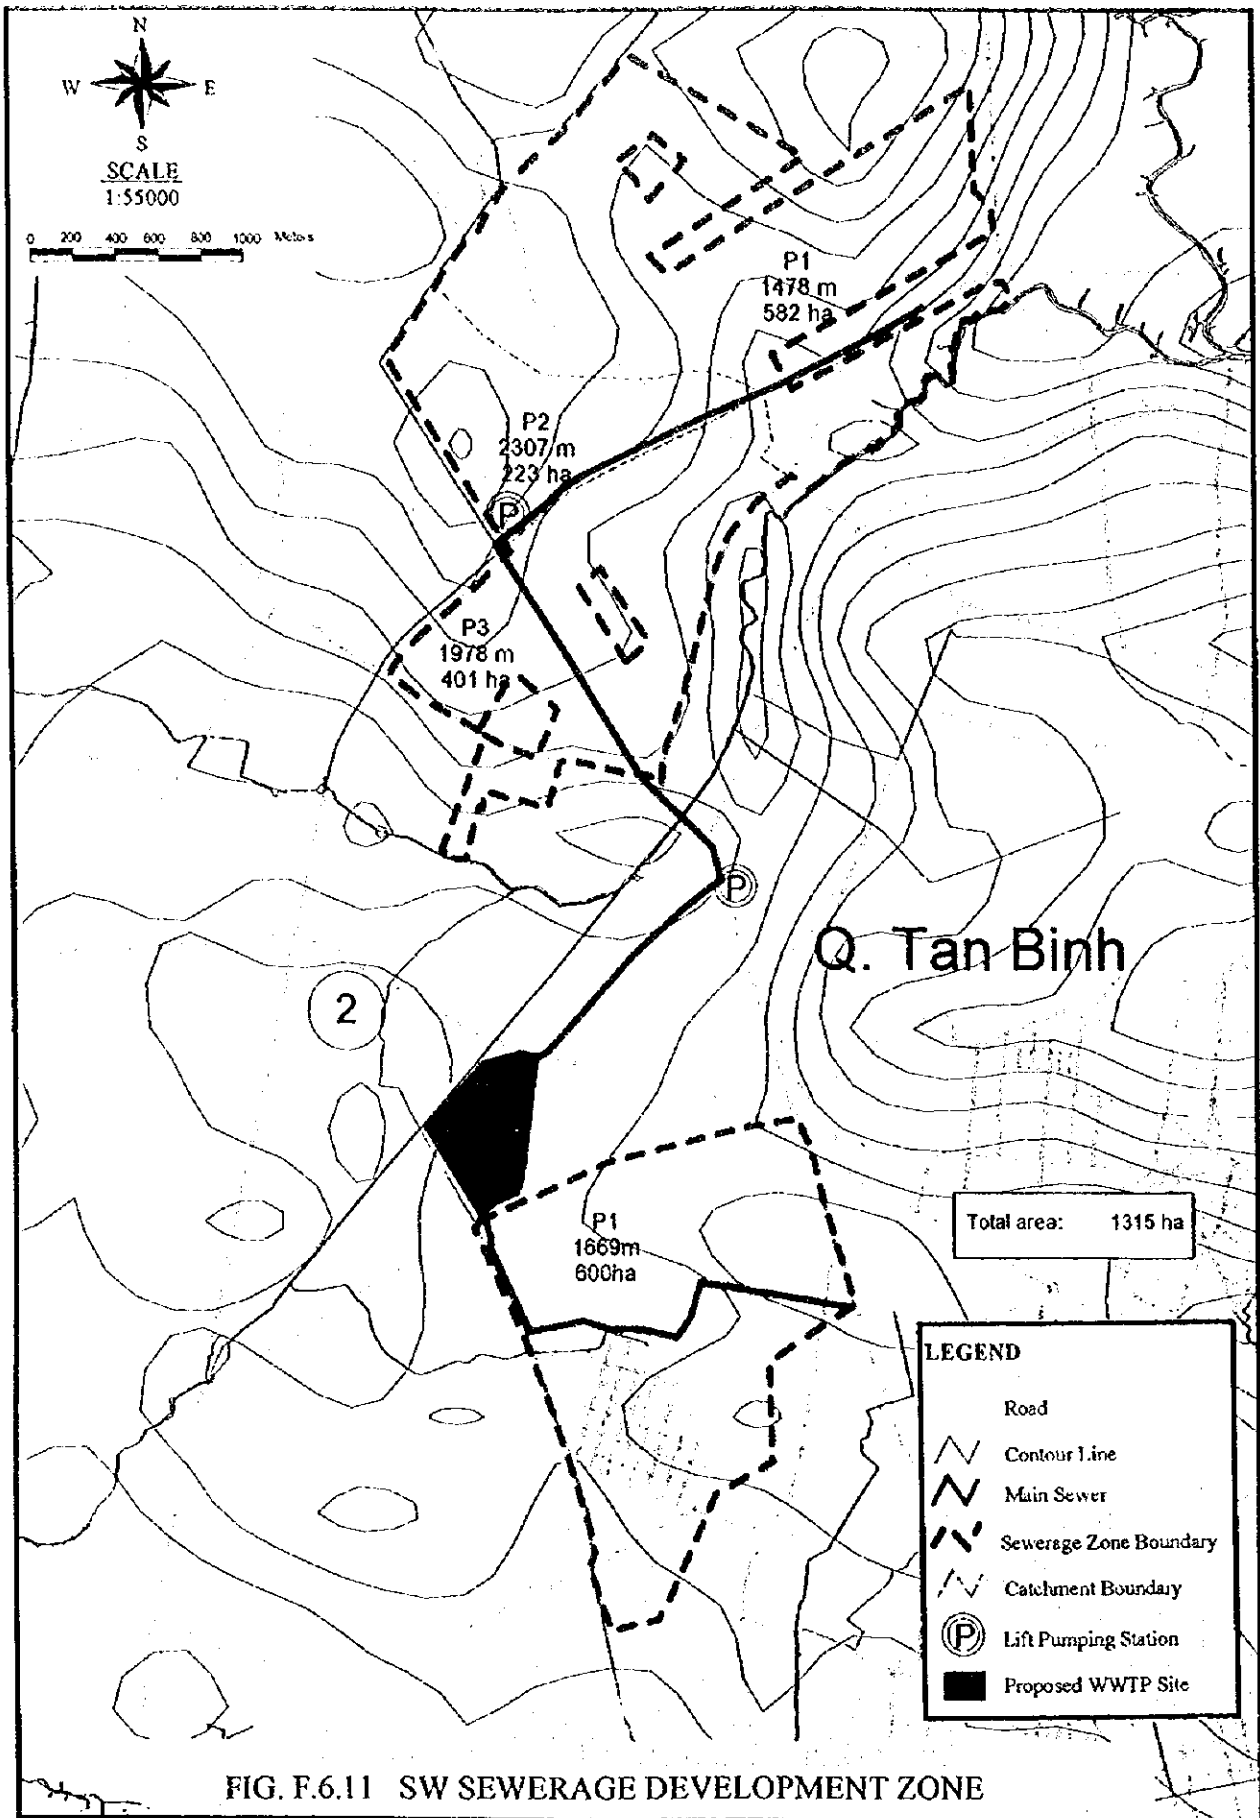 N
W E
S
SCALE
1:55000
0 200 400 600 800 1000 Meters
P1
1478 m
582 ha
P2
2307 m
223 ha
P
P3
1978 m
401 ha
P
Q. Tan Binh
2
P1
1669m
600ha
Total area: 1315 ha
LEGEND
Road
Contour Line
Main Sewer
Sewerage Zone Boundary
Catchment Boundary
P Lift Pumping Station
Proposed WWTP Site
FIG. F.6.11 SW SEWERAGE DEVELOPMENT ZONE